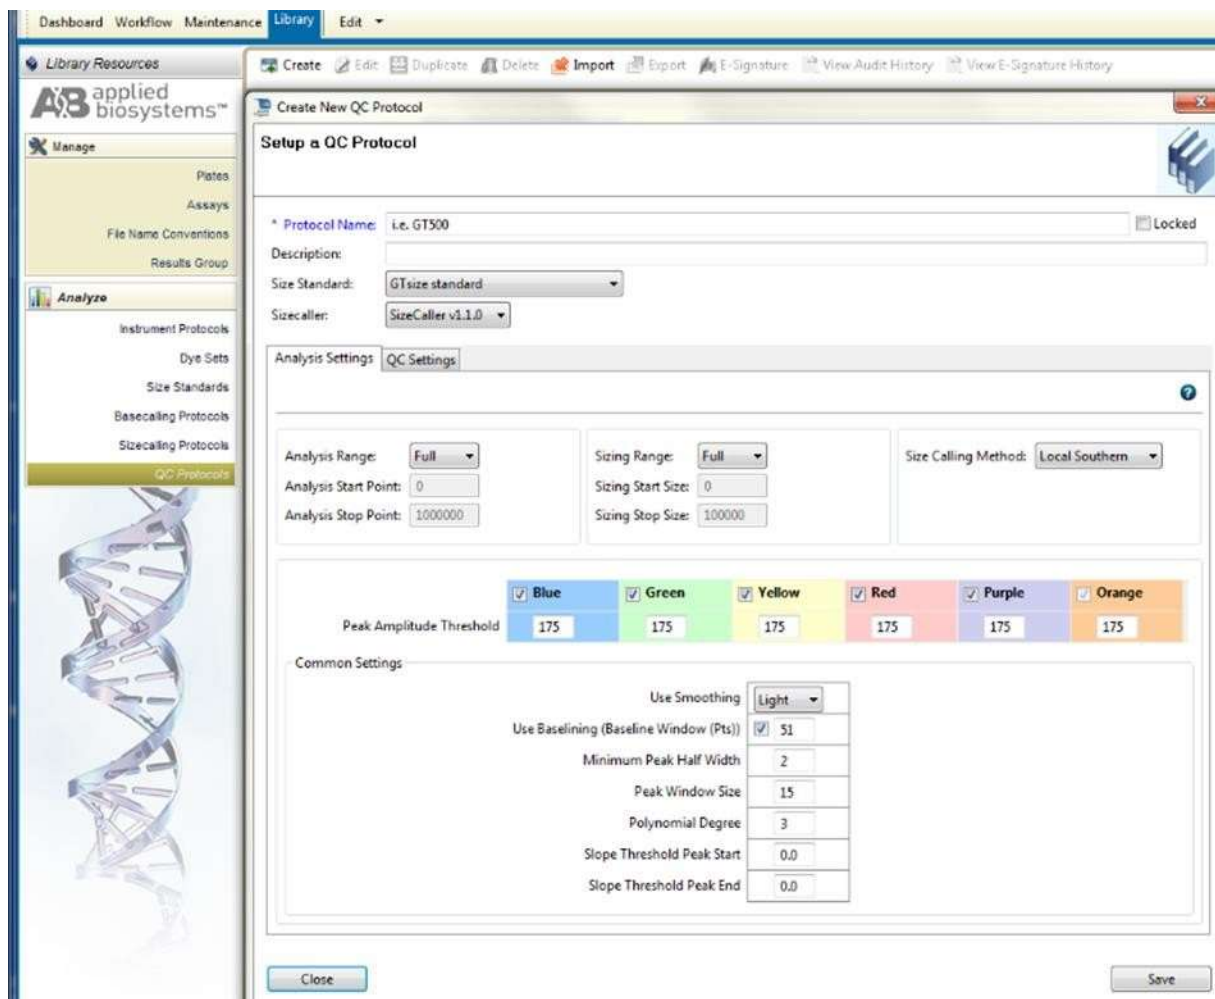 Dashboard Workflow Maintenance Library Edit
Library Resources
Create Edit Duplicate Delete Import Export E-Signature View Audit History View E-Signature History
AB applied biosystems™
Manage
Plates
Assays
File Name Conventions
Results Group
Analyze
Instrument Protocols
Dye Sets
Size Standards
Basecalling Protocols
Sizecalling Protocols
QC Protocols
Create New QC Protocol
Setup a QC Protocol
* Protocol Name: i.e. GT500 Locked
Description:
Size Standard: GTsize standard
Sizecaller: SizeCaller v1.1.0
Analysis Settings QC Settings
Analysis Range: Full Sizing Range: Full Size Calling Method: Local Southern
Analysis Start Point: 0 Sizing Start Size: 0
Analysis Stop Point: 1000000 Sizing Stop Size: 100000
Blue Green Yellow Red Purple Orange
Peak Amplitude Threshold 175 175 175 175 175 175
Common Settings
Use Smoothing Light
Use Baselining (Baseline Window (Pts)) 51
Minimum Peak Half Width 2
Peak Window Size 15
Polynomial Degree 3
Slope Threshold Peak Start 0.0
Slope Threshold Peak End 0.0
Close Save